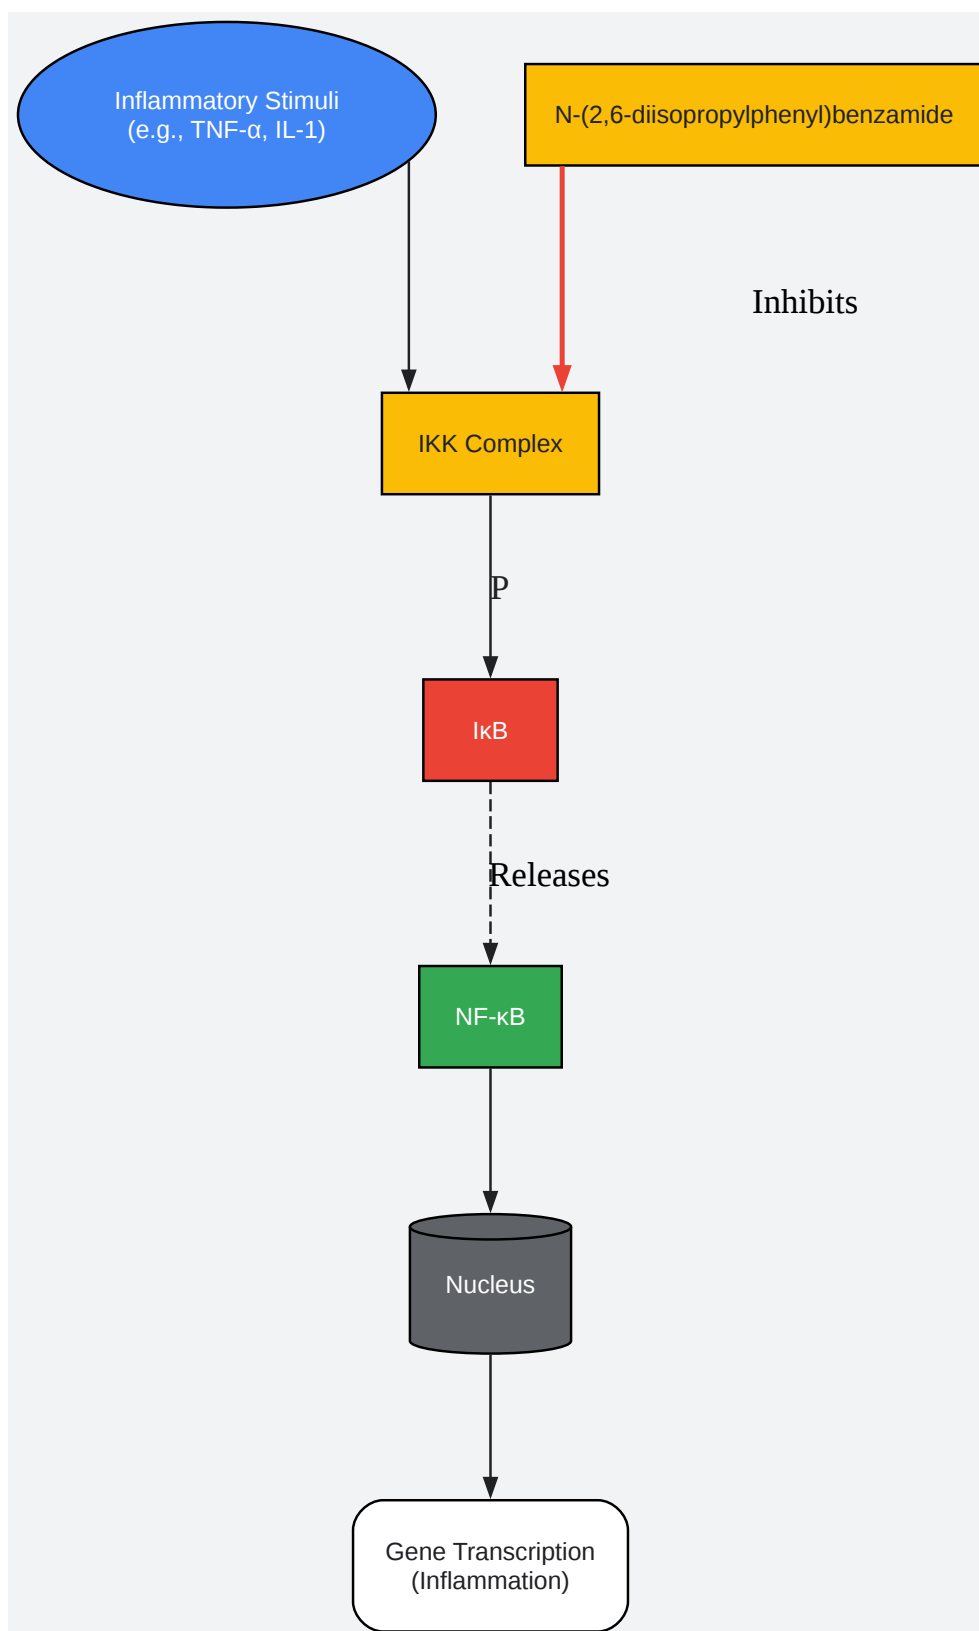 Inflammatory Stimuli
(e.g., TNF-α, IL-1)
N-(2,6-diisopropylphenyl)benzamide
Inhibits
IKK Complex
P
IκB
Releases
NF-κB
Nucleus
Gene Transcription
(Inflammation)